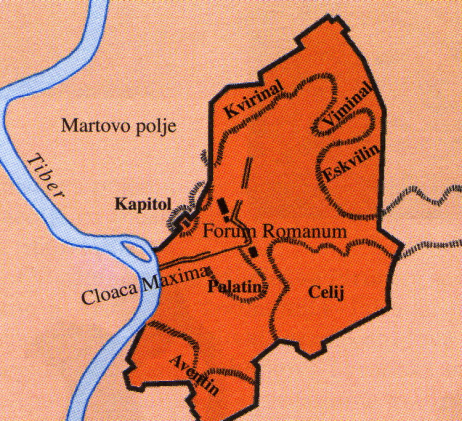 Kvirinal
Viminal
Martovo polje
Eskvilin
Tiber
Kapitol
Forum Romanum
Cloaca Maxima
Palatin
Celij
Aventin